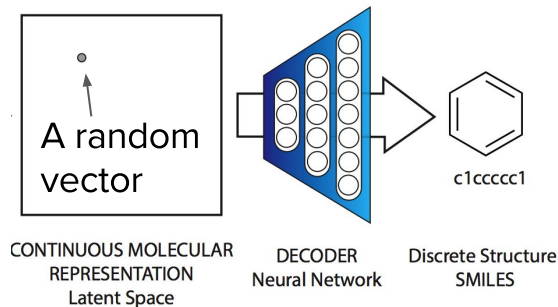 A random
vector
c1ccccc1
CONTINUOUS MOLECULAR
REPRESENTATION
Latent Space
DECODER
Neural Network
Discrete Structure
SMILES